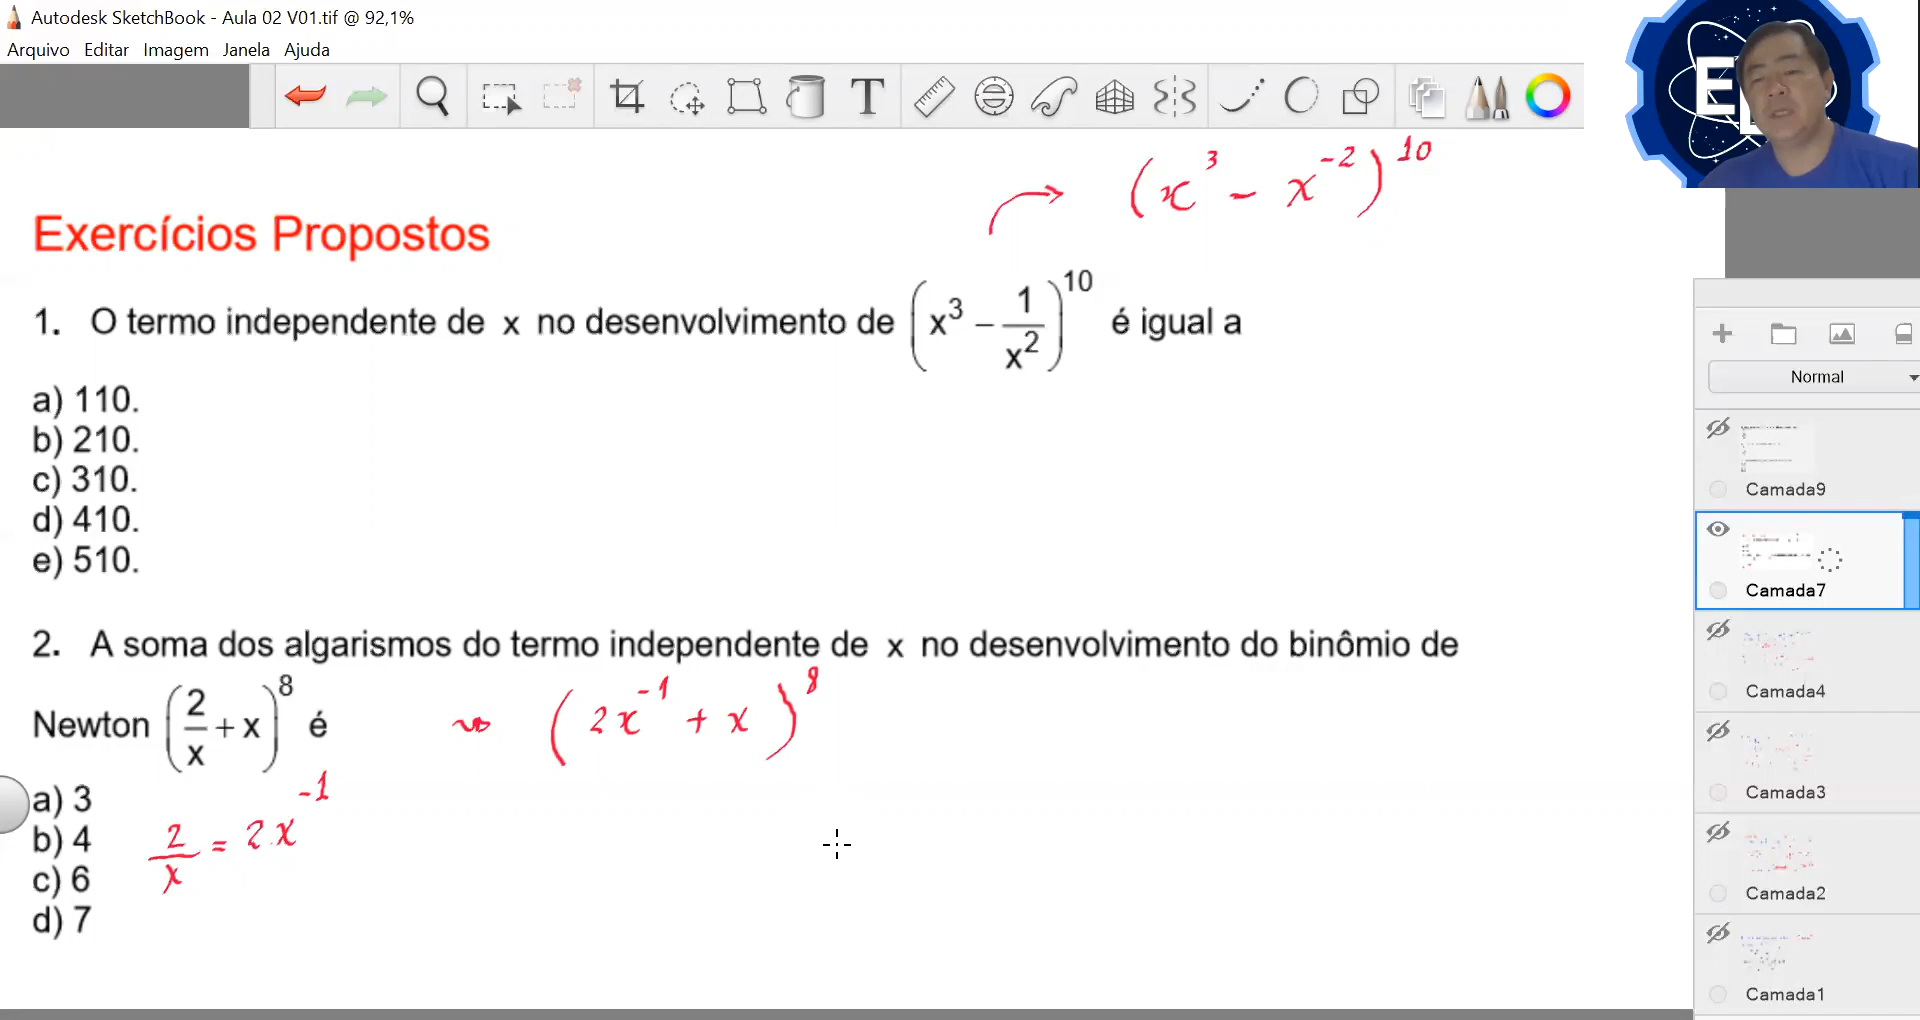 Autodesk SketchBook - Aula 02 V01.tif @ 92,1%
Arquivo Editar Imagem Janela Ajuda
T
E
(x³ - x⁻²)¹⁰
Exercícios Propostos
1. O termo independente de x no desenvolvimento de (x³ - 1/x²)¹⁰ é igual a
a) 110.
b) 210.
c) 310.
d) 410.
e) 510.
2. A soma dos algarismos do termo independente de x no desenvolvimento do binômio de
Newton (2/x + x)⁸ é
(2x⁻¹ + x)⁸
a) 3
b) 4
c) 6
d) 7
2/x = 2.x⁻¹
Normal
Camada9
Camada7
Camada4
Camada3
Camada2
Camada1